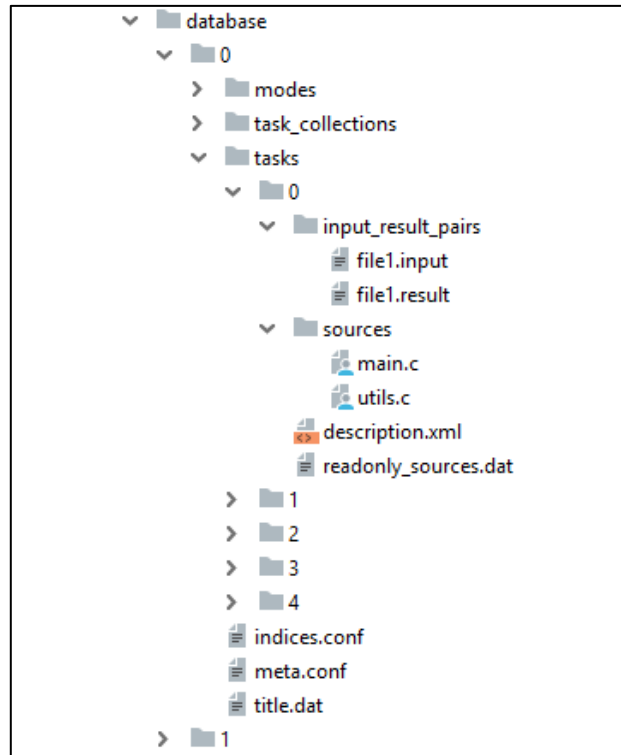 database
0
modes
task_collections
tasks
0
input_result_pairs
file1.input
file1.result
sources
main.c
utils.c
description.xml
readonly_sources.dat
1
2
3
4
indices.conf
meta.conf
title.dat
1